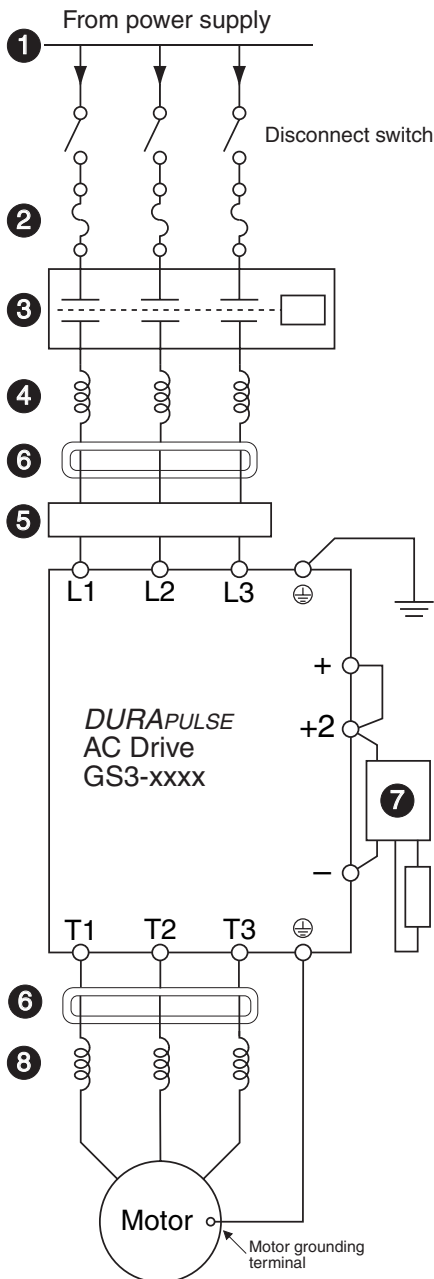 From power supply
1
Disconnect switch
2
3
4
6
5
L1 L2 L3
+
DURAPULSE
+2
AC Drive
GS3-xxxx
7
−
T1 T2 T3
6
8
Motor
Motor grounding
terminal